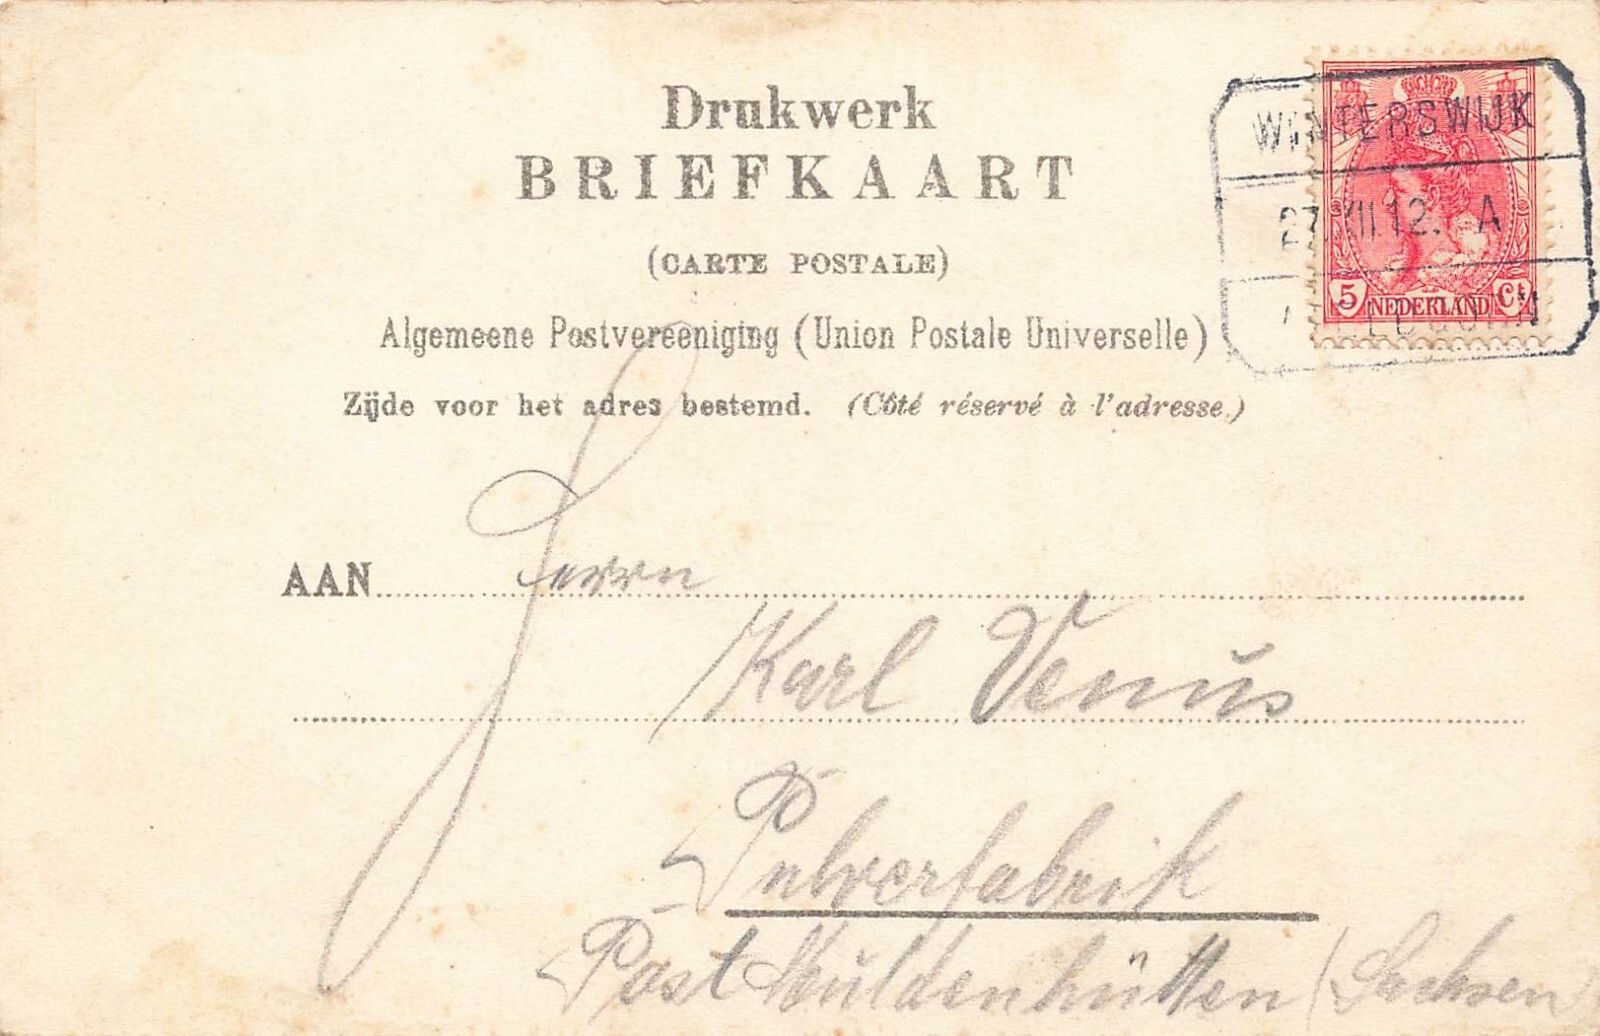 Drukwerk
BRIEFKAART
(CARTE POSTALE)
Algemeene Postvereeniging (Union Postale Universelle)
Zijde voor het adres bestemd. (Côté réservé à l'adresse.)
WINTERSWIJK
27.XII.12. A
5 NEDERLAND Ct
AAN Herrn
Karl Venus
Pulverfabrik
Post Muldenhütten (Sachsen)